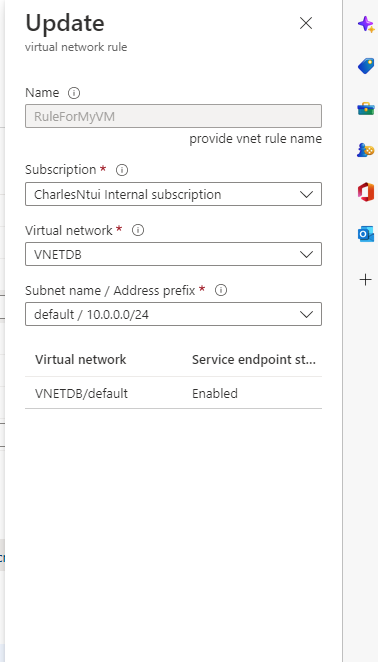 Update
virtual network rule
Name
RuleForMyVM
provide vnet rule name
Subscription *
CharlesNtui Internal subscription
Virtual network *
VNETDB
Subnet name / Address prefix *
default / 10.0.0.0/24
Virtual network Service endpoint st...
VNETDB/default Enabled